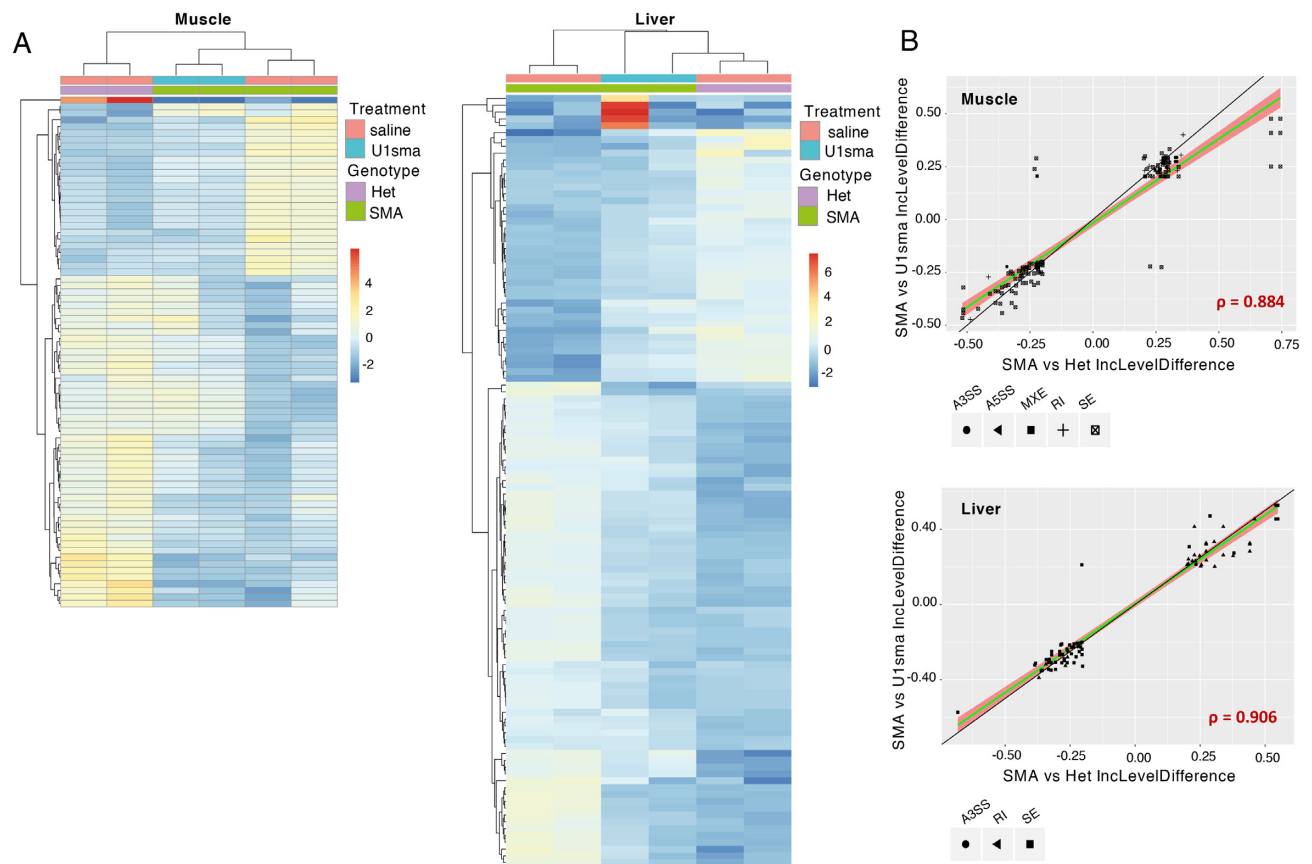 A
Muscle
Treatment
saline
U1sma
Genotype
Het
SMA
4
2
0
-2
Liver
Treatment
saline
U1sma
Genotype
Het
SMA
6
4
2
0
-2
B
Muscle
SMA vs U1sma IncLevelDifference
0.50
0.25
0.00
-0.25
-0.50
ρ = 0.884
-0.50 -0.25 0.00 0.25 0.50 0.75
SMA vs Het IncLevelDifference
A3SS A5SS MXE RI SE
Liver
SMA vs U1sma IncLevelDifference
0.40
0.00
-0.40
ρ = 0.906
-0.50 -0.25 0.00 0.25 0.50
SMA vs Het IncLevelDifference
A3SS RI SE